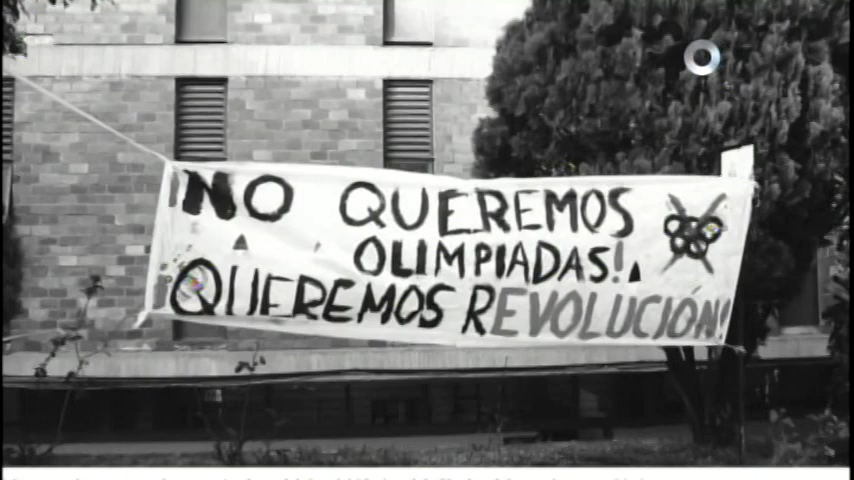 NO QUEREMOS
OLIMPIADAS!
QUEREMOS REVOLUCIÓN!